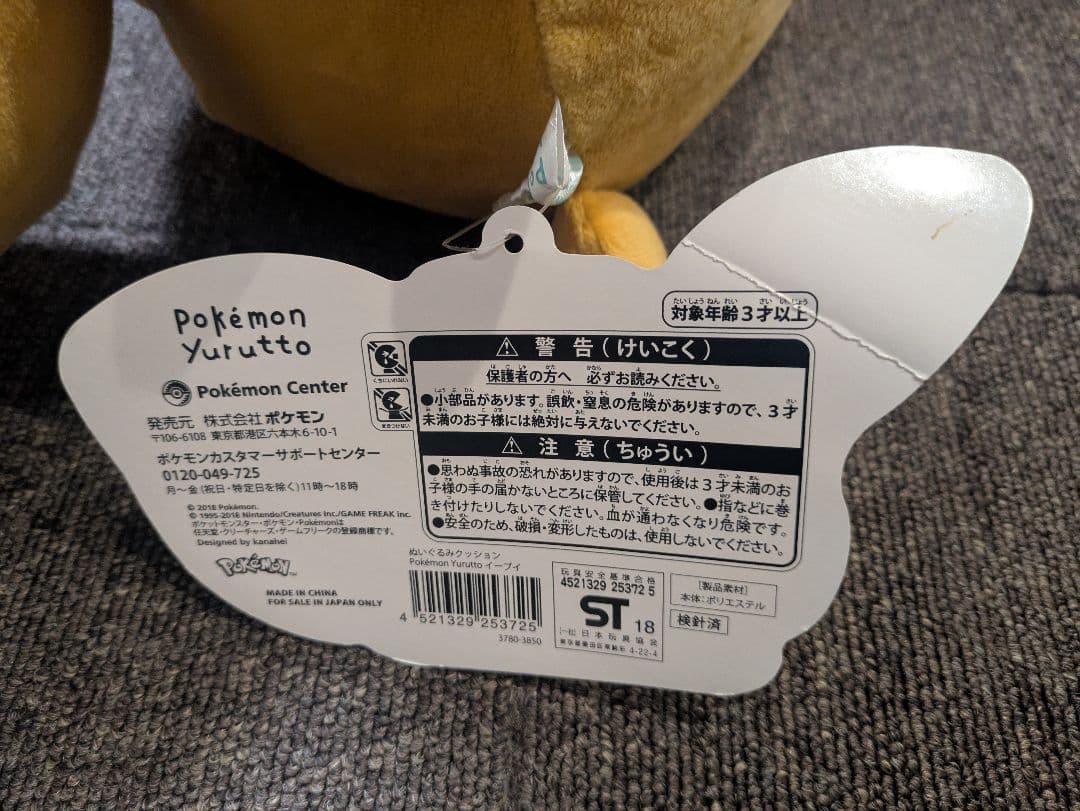 Pokémon
Yurutto
Pokémon Center
発売元 株式会社ポケモン
〒106-6108 東京都港区六本木6-10-1
ポケモンカスタマーサポートセンター
0120-049-725
月〜金(祝日・特定日を除く)11時〜18時
©2018 Pokémon.
©1995-2018 Nintendo/Creatures Inc./GAME FREAK inc.
ポケットモンスター・ポケモン・Pokémonは
任天堂・クリーチャーズ・ゲームフリークの登録商標です。
Designed by kanahei
POKÉMON
MADE IN CHINA
FOR SALE IN JAPAN ONLY
対象年齢3才以上
くちにいれない
警告(けいこく)
保護者の方へ 必ずお読みください。
●小部品があります。誤飲・窒息の危険がありますので、3才
未満のお子様には絶対に与えないでください。
注意(ちゅうい)
●思わぬ事故の恐れがありますので、使用後は3才未満のお
子様の手の届かないところに保管してください。●指などに巻
き付けたりしないでください。血が通わなくなり危険です。
●安全のため、破損・変形したものは、使用しないでください。
ぬいぐるみクッション
Pokémon Yurutto イーブイ
4 521329 253725
3780-3850
玩具安全基準合格
4521329 25372 5
ST 18
(一社)日本玩具協会
4-22-4
[製品素材]
本体:ポリエステル
検針済